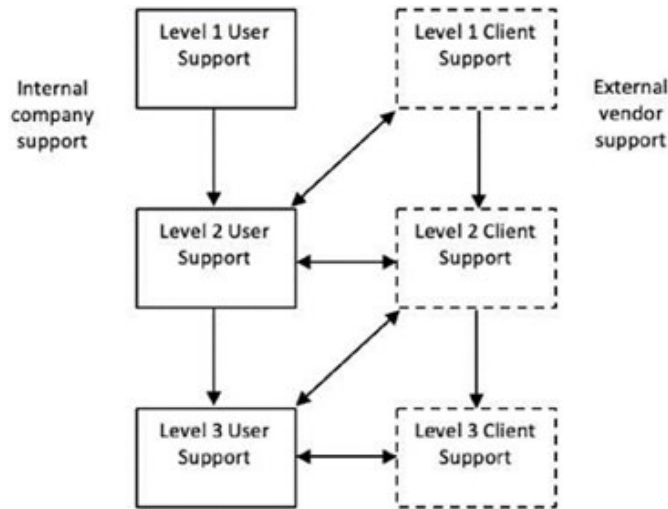 Level 1 User
Support
Level 1 Client
Support
Internal
company
support
External
vendor
support
Level 2 User
Support
Level 2 Client
Support
Level 3 User
Support
Level 3 Client
Support